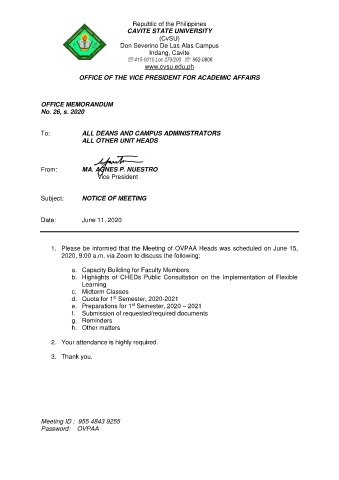 Republic of the Philippines
CAVITE STATE UNIVERSITY
(CvSU)
Don Severino De Las Alas Campus
Indang, Cavite
☏ 415-0013 Loc 270/206 ☏ 862-0806
www.cvsu.edu.ph
OFFICE OF THE VICE PRESIDENT FOR ACADEMIC AFFAIRS
OFFICE MEMORANDUM
No. 26, s. 2020
To: ALL DEANS AND CAMPUS ADMINISTRATORS
ALL OTHER UNIT HEADS
From: MA. AGNES P. NUESTRO
Vice President
Subject: NOTICE OF MEETING
Date: June 11, 2020
1. Please be informed that the Meeting of OVPAA Heads was scheduled on June 15,
2020, 9:00 a.m. via Zoom to discuss the following:
a. Capacity Building for Faculty Members
b. Highlights of CHEDs Public Consultation on the Implementation of Flexible
Learning
c. Midterm Classes
d. Quota for 1st Semester, 2020-2021
e. Preparations for 1st Semester, 2020 – 2021
f. Submission of requested/required documents
g. Reminders
h. Other matters
2. Your attendance is highly required.
3. Thank you.
Meeting ID : 955 4843 9255
Password: OVPAA